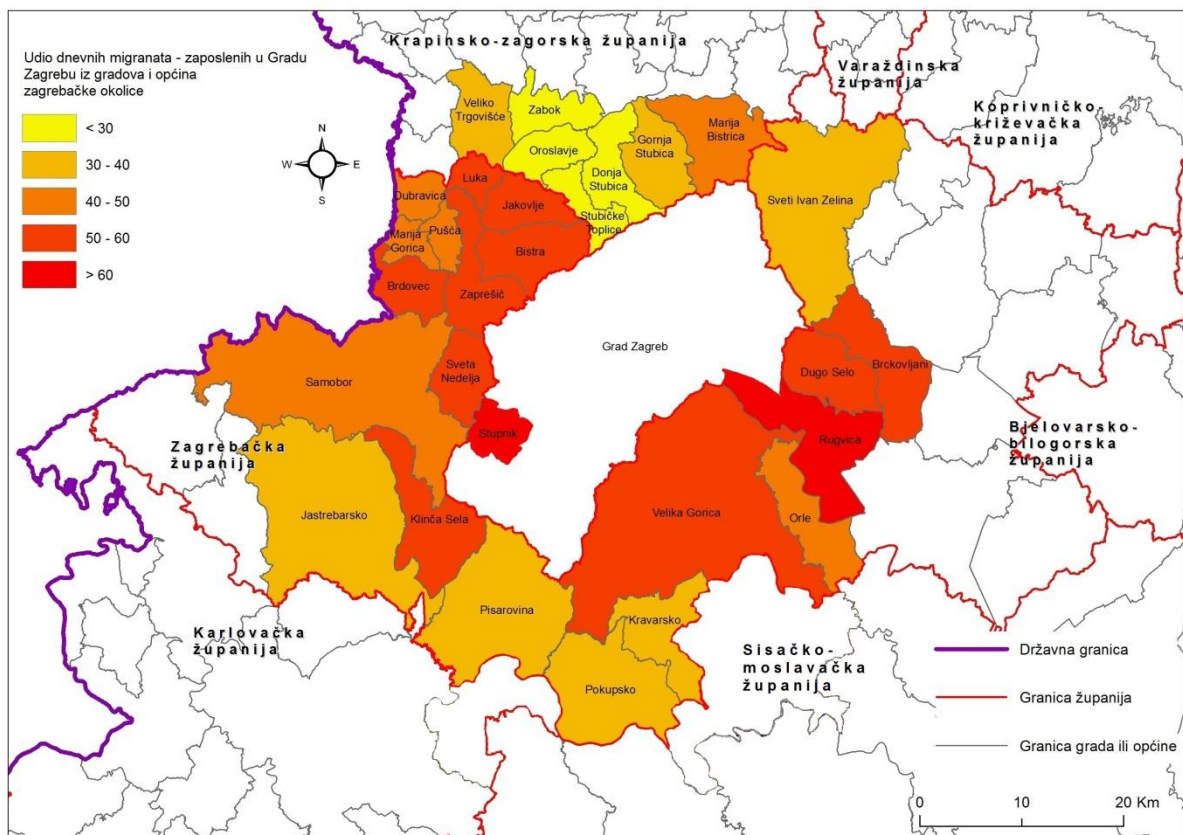 Udio dnevnih migranata - zaposlenih u Gradu
Zagrebu iz gradova i općina
zagrebačke okolice
< 30
30 - 40
40 - 50
50 - 60
> 60
N
W
E
S
Krapinsko-zagorska županija
Varaždinska
županija
Koprivničko-
križevačka
županija
Veliko
Trgovišće
Zabok
Oroslavje
Donja
Stubica
Gornja
Stubica
Marija
Bistrica
Stubičke
Toplice
Sveti Ivan Zelina
Luka
Dubravica
Jakovlje
Marija
Gorica
Pušća
Bistra
Brdovec
Zaprešić
Grad Zagreb
Samobor
Sveta
Nedelja
Dugo Selo
Brckovljani
Stupnik
Rugvica
Zagrebačka
županija
Bjelovarsko-
bilogorska
županija
Jastrebarsko
Klinča Sela
Velika Gorica
Orle
Pisarovina
Kravarsko
Karlovačka
županija
Sisačko-
moslavačka
županija
Pokupsko
Državna granica
Granica županija
Granica grada ili općine
0
10
20 Km